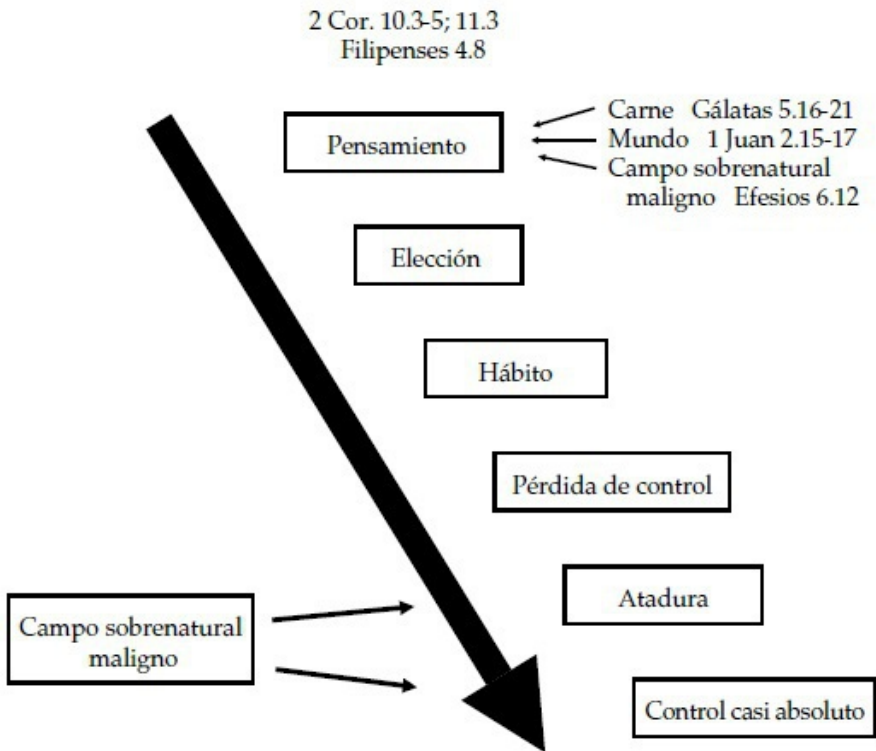 2 Cor. 10.3-5; 11.3
Filipenses 4.8
Pensamiento
Carne Gálatas 5.16-21
Mundo 1 Juan 2.15-17
Campo sobrenatural
maligno Efesios 6.12
Elección
Hábito
Pérdida de control
Atadura
Campo sobrenatural
maligno
Control casi absoluto